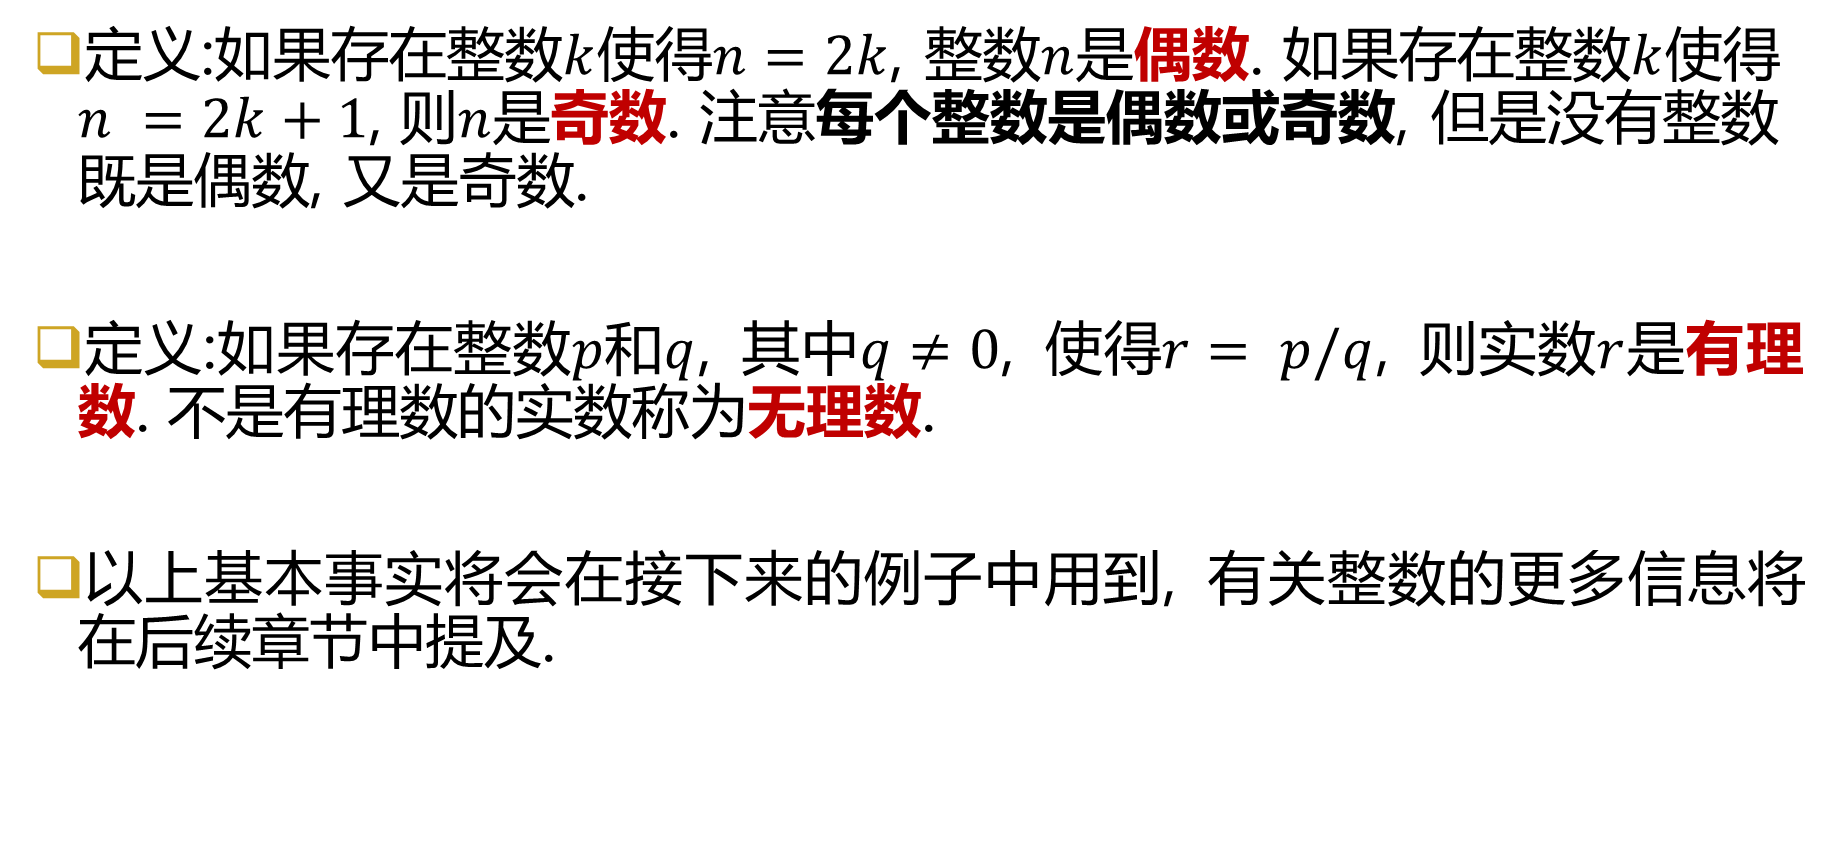 定义:如果存在整数k使得n = 2k, 整数n是偶数. 如果存在整数k使得
n = 2k + 1, 则n是奇数. 注意每个整数是偶数或奇数, 但是没有整数
既是偶数, 又是奇数.
定义:如果存在整数p和q, 其中q ≠ 0, 使得r = p/q, 则实数r是有理
数. 不是有理数的实数称为无理数.
以上基本事实将会在接下来的例子中用到, 有关整数的更多信息将
在后续章节中提及.